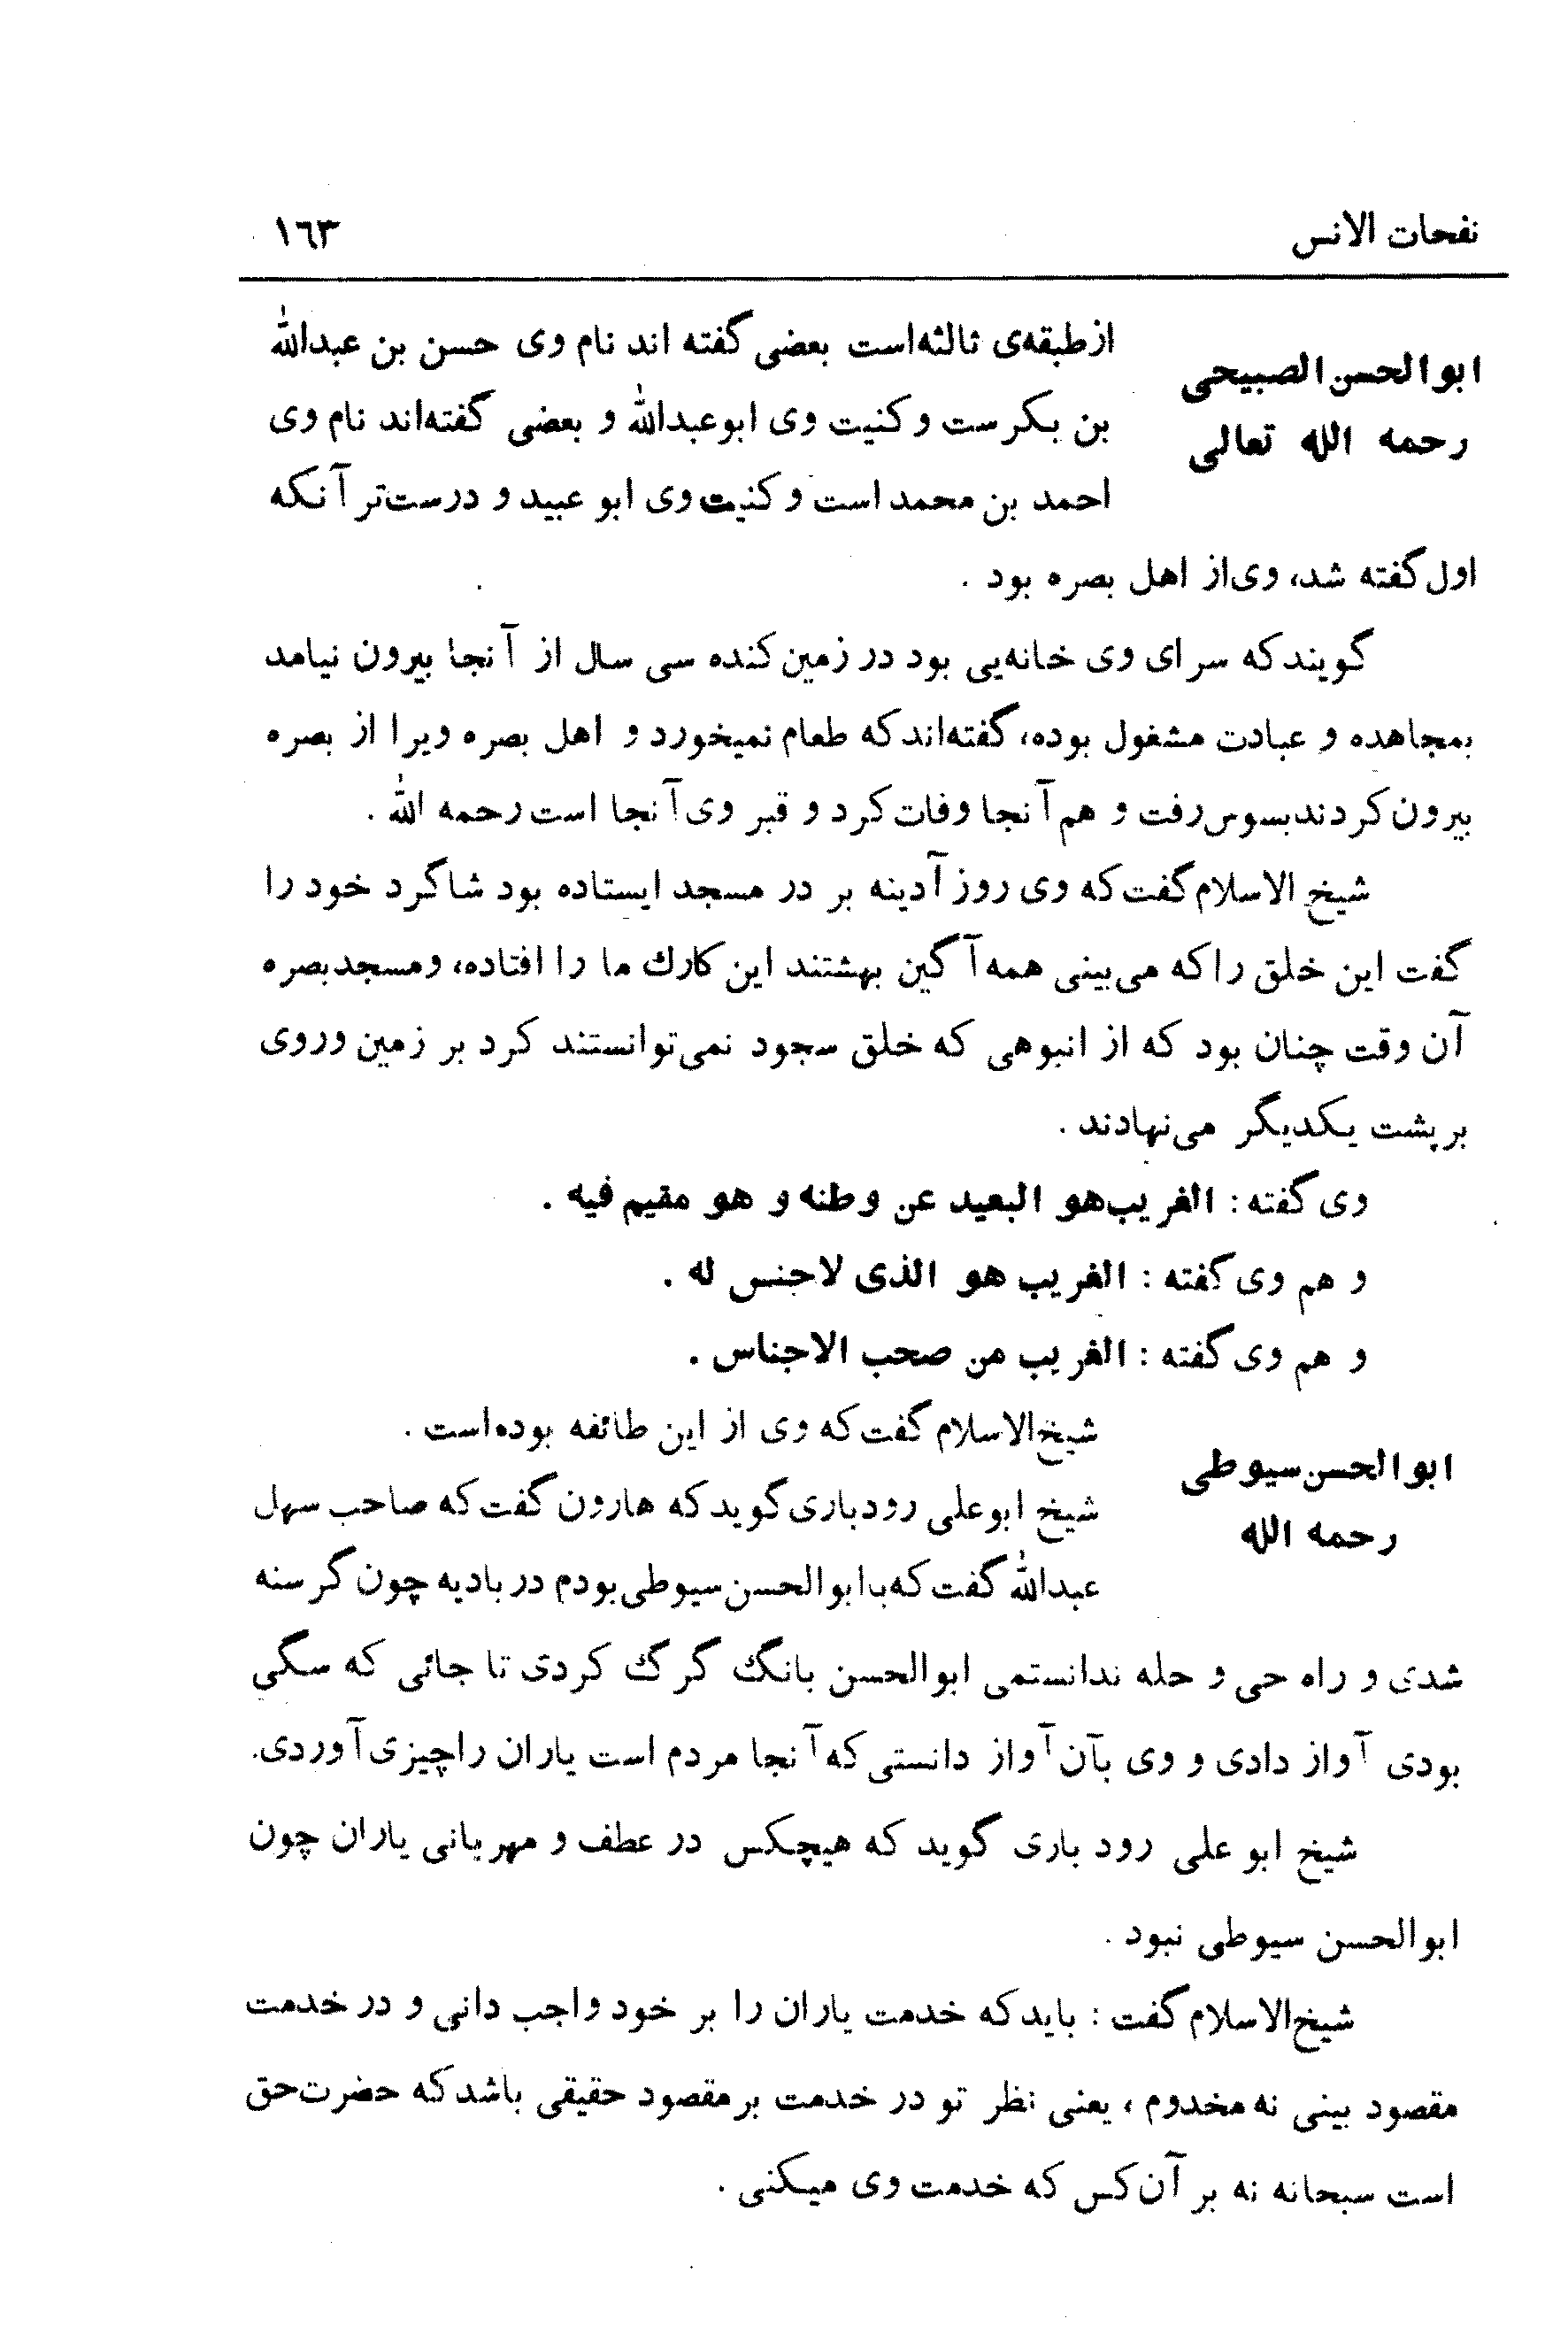 نفحات الانس ١٦٣
ابوالحسن الصبیحی
رحمه الله تعالی
ازطبقه‌ی ثالثه‌است بعضی گفته اند نام وی حسن بن عبدالله
بن بکرست و کنیت وی ابوعبدالله و بعضی گفته‌اند نام وی
احمد بن محمد است و کنیت وی ابو عبید و درست‌تر آنکه
اول گفته شد، وی از اهل بصره بود .
گویند که سرای وی خانه‌یی بود در زمین کنده سی سال از آنجا بیرون نیامد
بمجاهده و عبادت مشغول بوده، گفته‌اند که طعام نمیخورد و اهل بصره ویرا از بصره
بیرون کردند بسوس رفت و هم آنجا وفات کرد و قبر وی آنجا است رحمه الله .
شیخ الاسلام گفت که وی روز آدینه بر در مسجد ایستاده بود شاگرد خود را
گفت این خلق را که می‌بینی همه آگین بهشتند این کارك ما را افتاده، و مسجد بصره
آن وقت چنان بود که از انبوهی که خلق سجود نمی‌توانستند کرد بر زمین وروی
برپشت یکدیگر می‌نهادند .
وی گفته : الغریب هو البعید عن وطنه و هو مقیم فیه .
و هم وی گفته : الغریب هو الذی لاجنس له .
و هم وی گفته : الغریب من صحب الاجناس .
ابوالحسن سیوطی
رحمه الله
شیخ‌الاسلام گفت که وی از این طائفه بوده‌است .
شیخ ابوعلی رودباری گوید که هارون گفت که صاحب سهل
عبدالله گفت که با ابوالحسن سیوطی بودم در بادیه چون گرسنه
شدی و راه حی و حله ندانستمی ابوالحسن بانگ گرگ کردی تا جائی که سگی
بودی آواز دادی و وی بآن آواز دانستی که آنجا مردم است یاران راچیزی آوردی.
شیخ ابو علی رود باری گوید که هیچکس در عطف و مهربانی یاران چون
ابوالحسن سیوطی نبود .
شیخ‌الاسلام گفت : باید که خدمت یاران را بر خود واجب دانی و در خدمت
مقصود بینی نه مخدوم ، یعنی نظر تو در خدمت بر مقصود حقیقی باشد که حضرت حق
است سبحانه نه بر آن کس که خدمت وی میکنی .